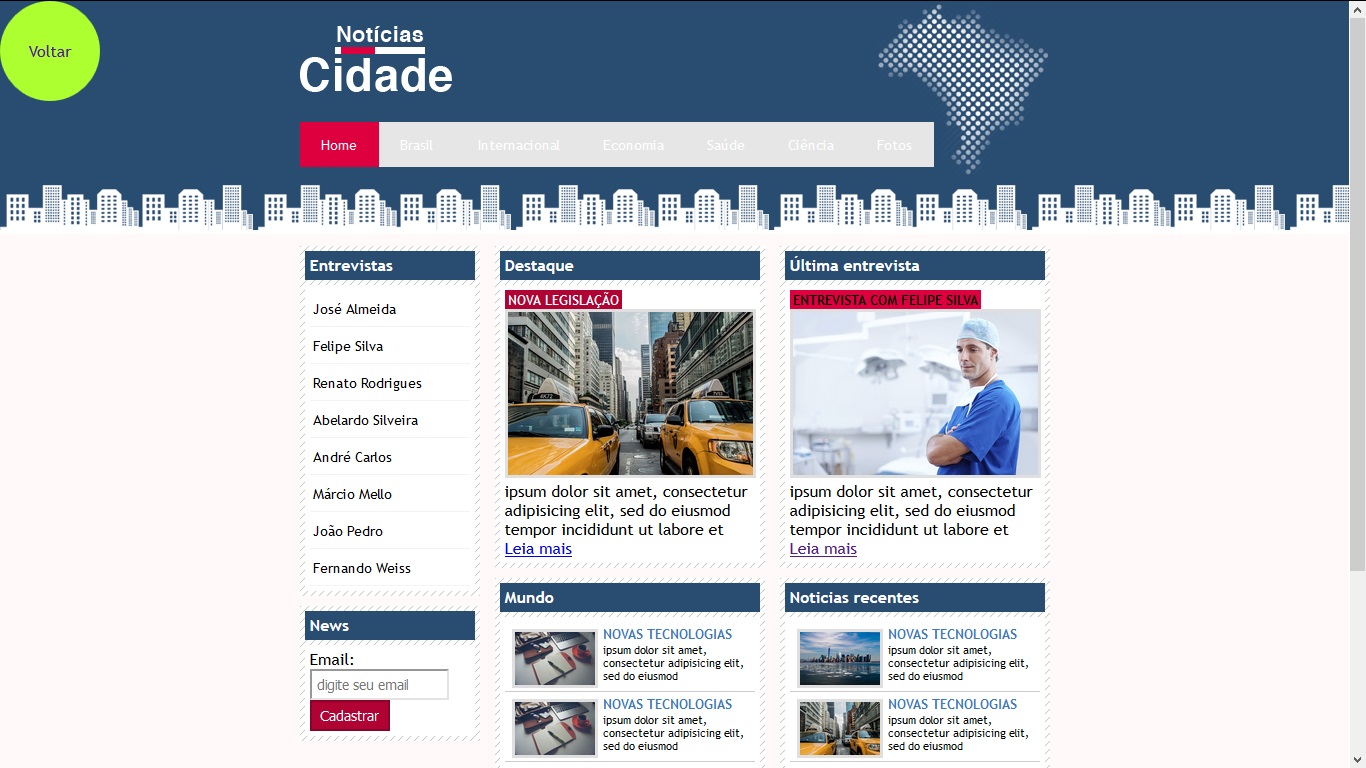 Voltar
Notícias
Cidade
Home Brasil Internacional Economia Saúde Ciência Fotos
Entrevistas
José Almeida
Felipe Silva
Renato Rodrigues
Abelardo Silveira
André Carlos
Márcio Mello
João Pedro
Fernando Weiss
News
Email:
digite seu email
Cadastrar
Destaque
NOVA LEGISLAÇÃO
ipsum dolor sit amet, consectetur
adipisicing elit, sed do eiusmod
tempor incididunt ut labore et
Leia mais
Última entrevista
ENTREVISTA COM FELIPE SILVA
ipsum dolor sit amet, consectetur
adipisicing elit, sed do eiusmod
tempor incididunt ut labore et
Leia mais
Mundo
NOVAS TECNOLOGIAS
ipsum dolor sit amet,
consectetur adipisicing elit,
sed do eiusmod
NOVAS TECNOLOGIAS
ipsum dolor sit amet,
consectetur adipisicing elit,
sed do eiusmod
Noticias recentes
NOVAS TECNOLOGIAS
ipsum dolor sit amet,
consectetur adipisicing elit,
sed do eiusmod
NOVAS TECNOLOGIAS
ipsum dolor sit amet,
consectetur adipisicing elit,
sed do eiusmod